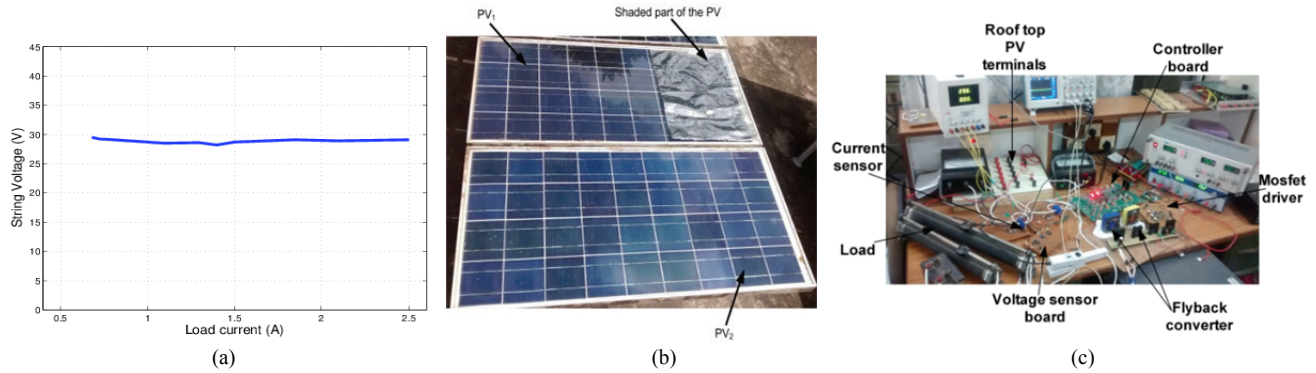 45
40
35
30
25
20
15
10
5
0
String Voltage (V)
0.5
1
1.5
2
2.5
Load current (A)
(a)
PV1
Shaded part of the PV
PV2
(b)
Roof top
PV
terminals
Controller
board
Current
sensor
Mosfet
driver
Load
Voltage sensor
board
Flyback
converter
(c)